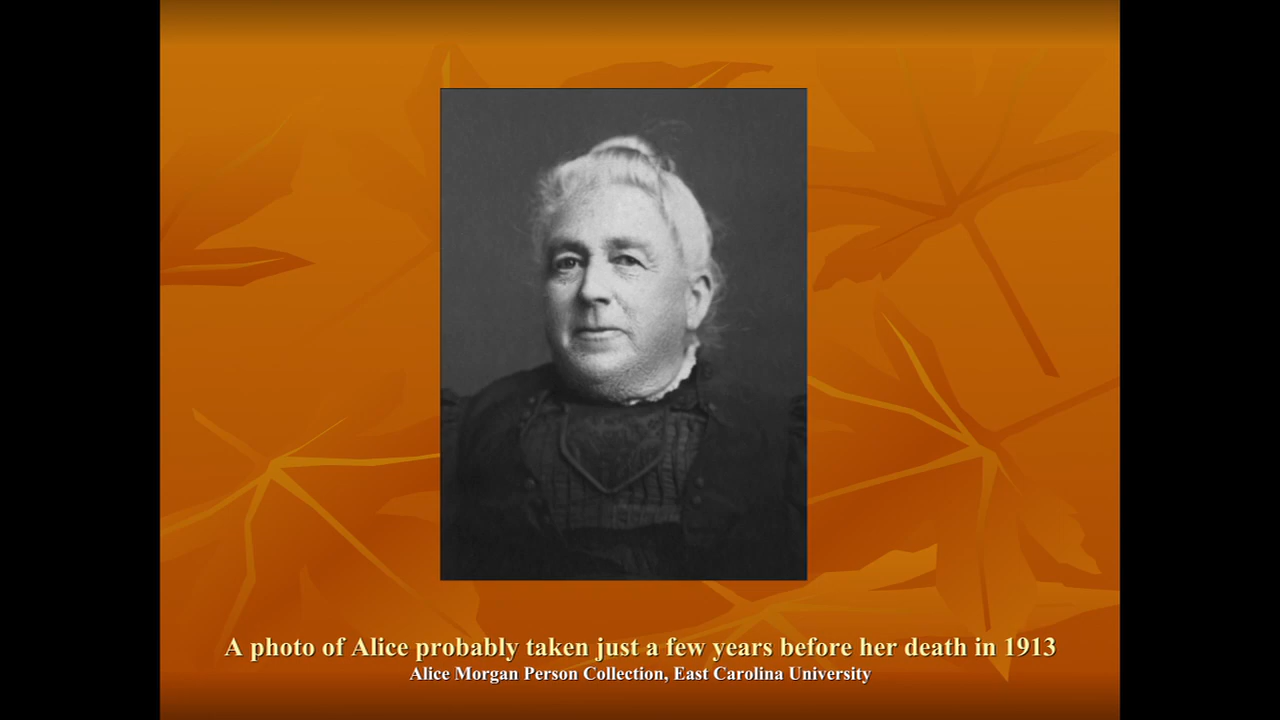 A photo of Alice probably taken just a few years before her death in 1913
Alice Morgan Person Collection, East Carolina University